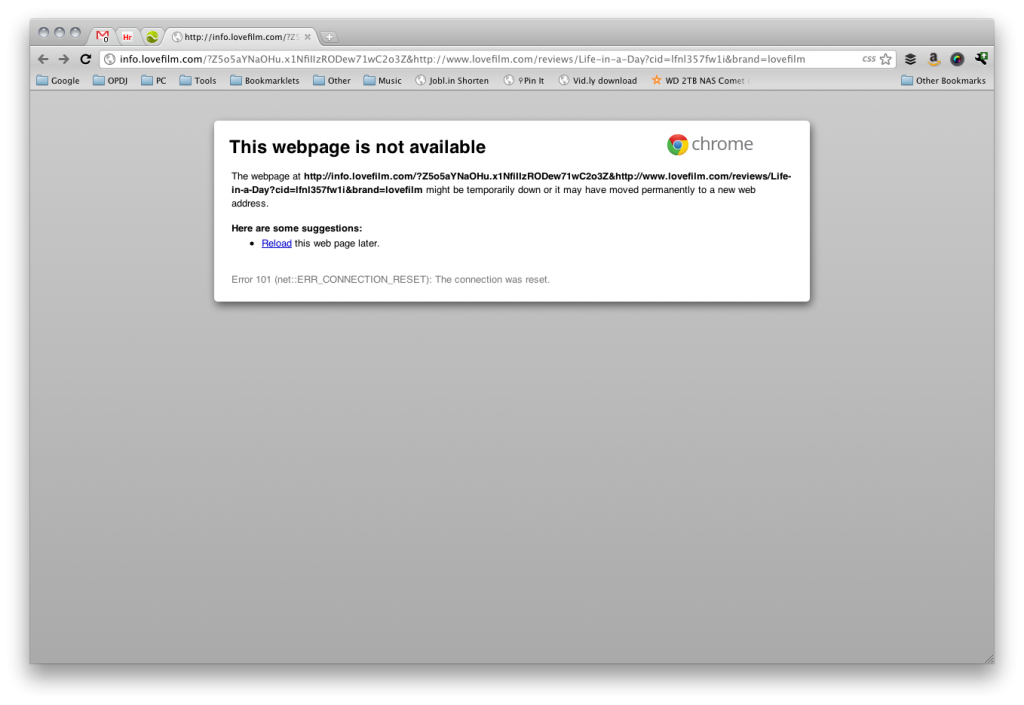 M 0 Hr http://info.lovefilm.com/?Z5
info.lovefilm.com/?Z5o5aYNaOHu.x1NfiIIzRODew71wC2o3Z&http://www.lovefilm.com/reviews/Life-in-a-Day?cid=lfnl357fw1i&brand=lovefilm css
Google OPDJ PC Tools Bookmarklets Other Music Jobl.in Shorten Pin It Vid.ly download WD 2TB NAS Comet Other Bookmarks
This webpage is not available chrome
The webpage at http://info.lovefilm.com/?Z5o5aYNaOHu.x1NfiIIzRODew71wC2o3Z&http://www.lovefilm.com/reviews/Life-
in-a-Day?cid=lfnl357fw1i&brand=lovefilm might be temporarily down or it may have moved permanently to a new web
address.
Here are some suggestions:
• Reload this web page later.
Error 101 (net::ERR_CONNECTION_RESET): The connection was reset.